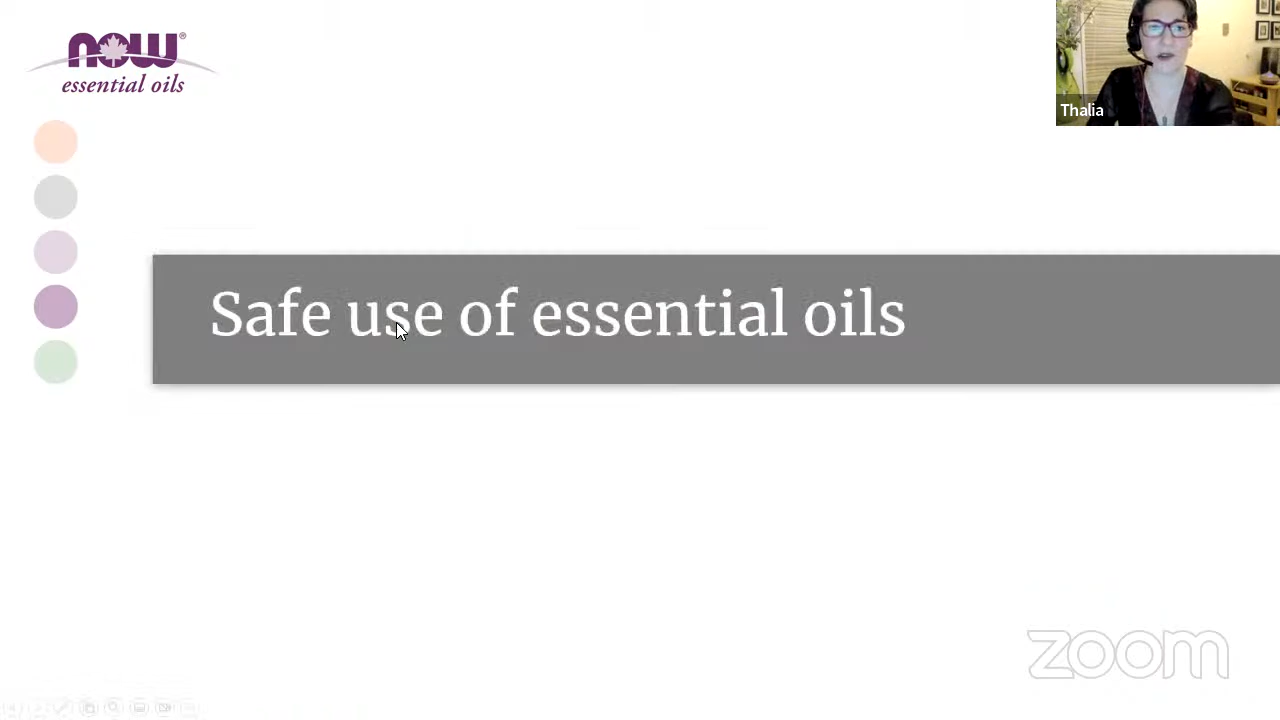 now®
essential oils
Thalia
Safe use of essential oils
zoom